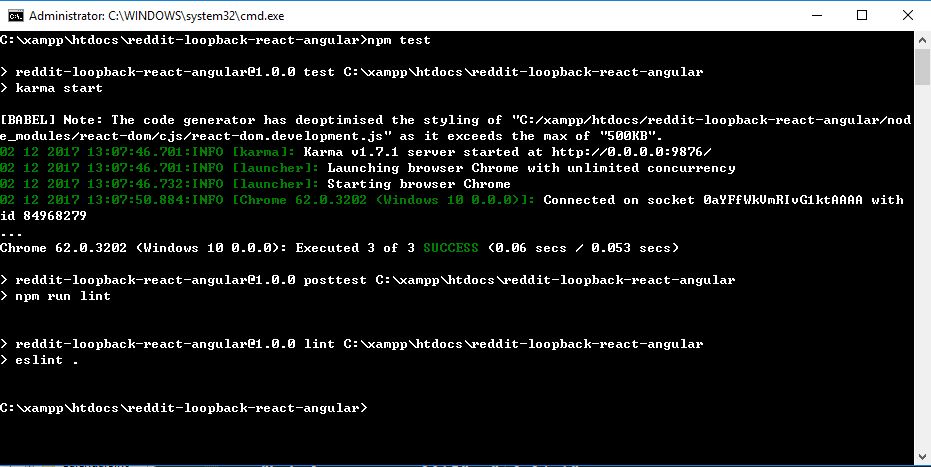 Administrator: C:\WINDOWS\system32\cmd.exe
C:\xampp\htdocs\reddit-loopback-react-angular>npm test
> reddit-loopback-react-angular@1.0.0 test C:\xampp\htdocs\reddit-loopback-react-angular
> karma start
[BABEL] Note: The code generator has deoptimised the styling of "C:/xampp/htdocs/reddit-loopback-react-angular/nod
e_modules/react-dom/cjs/react-dom.development.js" as it exceeds the max of "500KB".
02 12 2017 13:07:46.701:INFO [karma]: Karma v1.7.1 server started at http://0.0.0.0:9876/
02 12 2017 13:07:46.701:INFO [launcher]: Launching browser Chrome with unlimited concurrency
02 12 2017 13:07:46.732:INFO [launcher]: Starting browser Chrome
02 12 2017 13:07:50.884:INFO [Chrome 62.0.3202 (Windows 10 0.0.0)]: Connected on socket 0aYFfWkVmRIvG1ktAAAA with
id 84968279
...
Chrome 62.0.3202 (Windows 10 0.0.0): Executed 3 of 3 SUCCESS (0.06 secs / 0.053 secs)
> reddit-loopback-react-angular@1.0.0 posttest C:\xampp\htdocs\reddit-loopback-react-angular
> npm run lint
> reddit-loopback-react-angular@1.0.0 lint C:\xampp\htdocs\reddit-loopback-react-angular
> eslint .
C:\xampp\htdocs\reddit-loopback-react-angular>